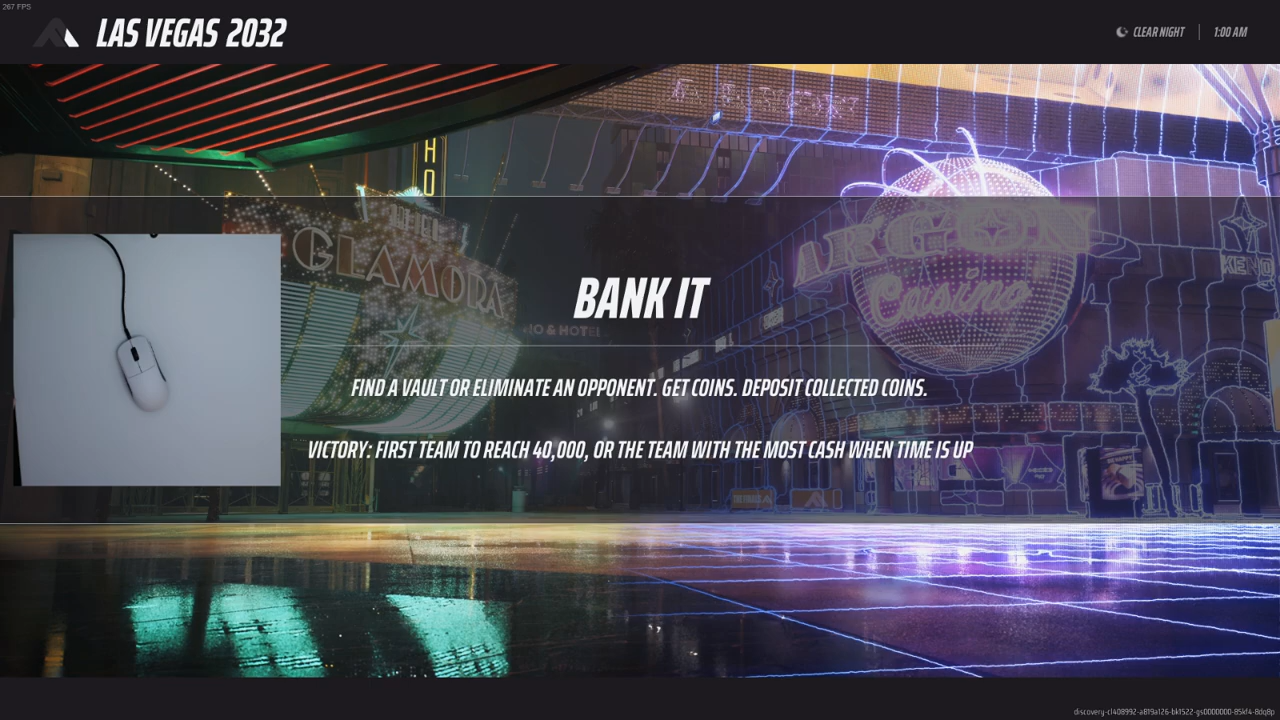 267 FPS
LAS VEGAS 2032
CLEAR NIGHT
1:00 AM
HO
GLAMORA
ARGON
Casino
KENO
BANK IT
FIND A VAULT OR ELIMINATE AN OPPONENT. GET COINS. DEPOSIT COLLECTED COINS.
VICTORY: FIRST TEAM TO REACH 40,000, OR THE TEAM WITH THE MOST CASH WHEN TIME IS UP